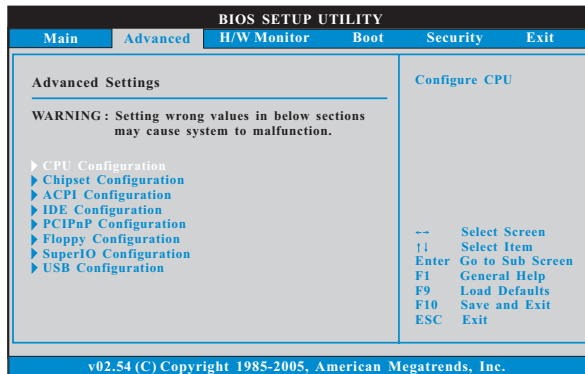 BIOS SETUP UTILITY
Main Advanced H/W Monitor Boot Security Exit
Advanced Settings
WARNING : Setting wrong values in below sections
may cause system to malfunction.
CPU Configuration
Chipset Configuration
ACPI Configuration
IDE Configuration
PCIPnP Configuration
Floppy Configuration
SuperIO Configuration
USB Configuration
Configure CPU
←→ Select Screen
↑↓ Select Item
Enter Go to Sub Screen
F1 General Help
F9 Load Defaults
F10 Save and Exit
ESC Exit
v02.54 (C) Copyright 1985-2005, American Megatrends, Inc.